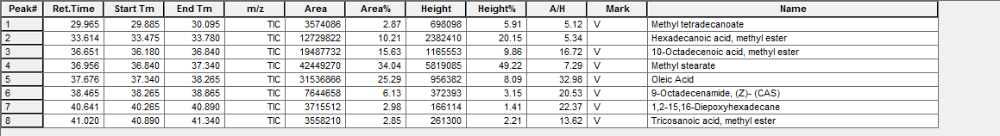 Peak# Ret.Time Start Tm End Tm m/z Area Area% Height Height% A/H Mark Name
1 29.965 29.885 30.095 TIC 3574086 2.87 698098 5.91 5.12 V Methyl tetradecanoate
2 33.614 33.475 33.780 TIC 12729822 10.21 2382410 20.15 5.34 Hexadecanoic acid, methyl ester
3 36.651 36.180 36.840 TIC 19487732 15.63 1165553 9.86 16.72 V 10-Octadecenoic acid, methyl ester
4 36.956 36.840 37.340 TIC 42449270 34.04 5819085 49.22 7.29 V Methyl stearate
5 37.676 37.340 38.265 TIC 31536866 25.29 956382 8.09 32.98 V Oleic Acid
6 38.465 38.265 38.865 TIC 7644658 6.13 372393 3.15 20.53 V 9-Octadecenamide, (Z)- (CAS)
7 40.641 40.265 40.890 TIC 3715512 2.98 166114 1.41 22.37 V 1,2-15,16-Diepoxyhexadecane
8 41.020 40.890 41.340 TIC 3558210 2.85 261300 2.21 13.62 V Tricosanoic acid, methyl ester